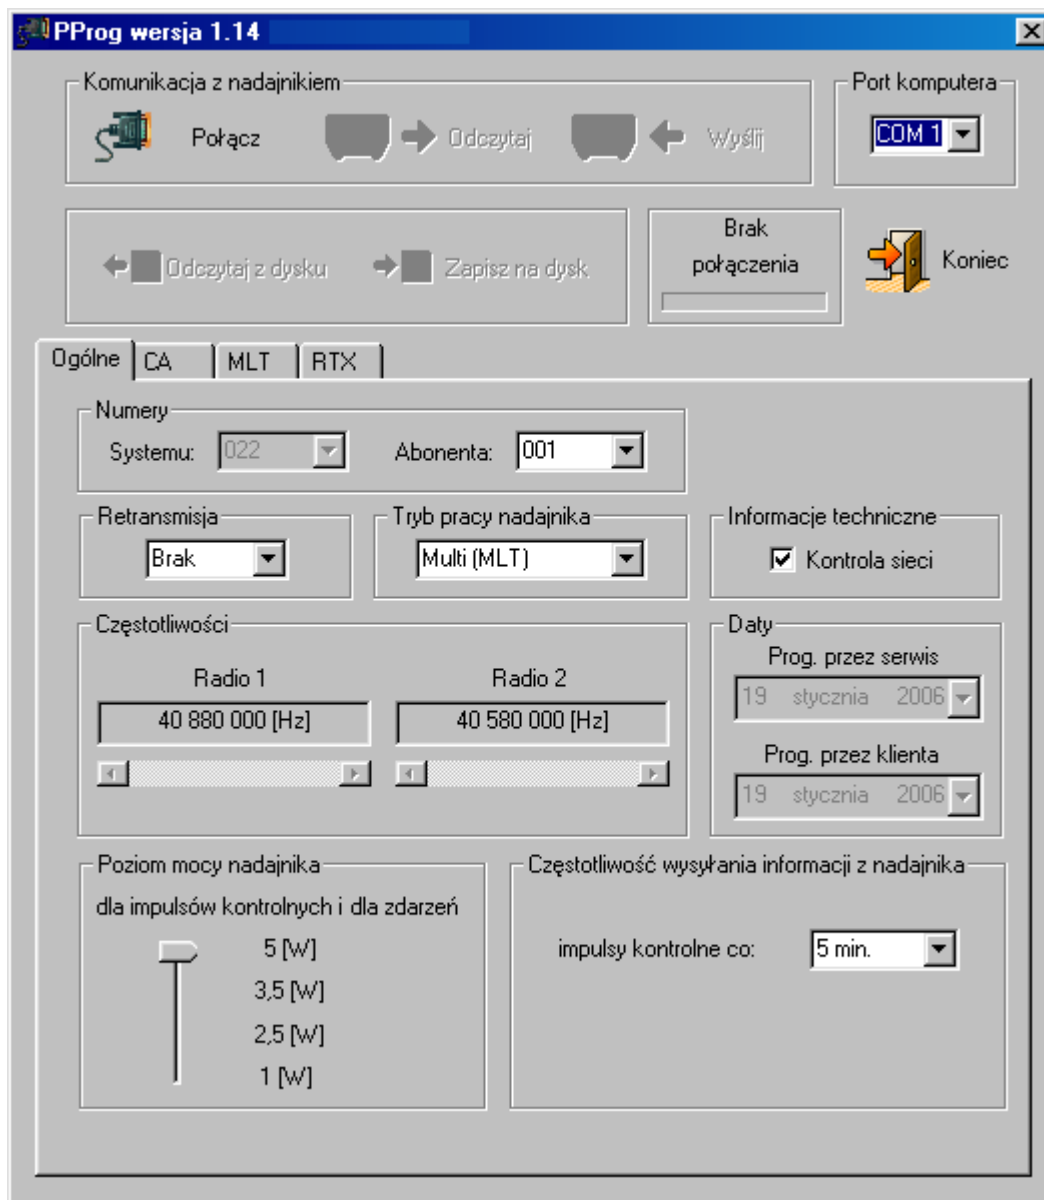 PProg wersja 1.14
Komunikacja z nadajnikiem
Port komputera
Połącz
Odczytaj
Wyślij
COM 1
Odczytaj z dysku
Zapisz na dysk
Brak
połączenia
Koniec
Ogólne
CA
MLT
RTX
Numery
Systemu:
022
Abonenta:
001
Retransmisja
Brak
Tryb pracy nadajnika
Multi (MLT)
Informacje techniczne
Kontrola sieci
Częstotliwości
Radio 1
40 880 000 [Hz]
Radio 2
40 580 000 [Hz]
Daty
Prog. przez serwis
19 stycznia 2006
Prog. przez klienta
19 stycznia 2006
Poziom mocy nadajnika
dla impulsów kontrolnych i dla zdarzeń
5 [W]
3,5 [W]
2,5 [W]
1 [W]
Częstotliwość wysyłania informacji z nadajnika
impulsy kontrolne co:
5 min.